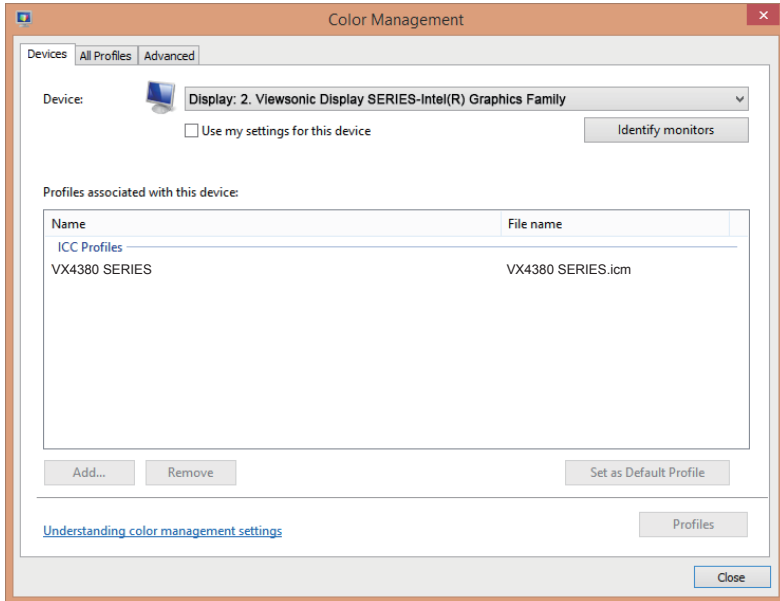 Color Management
Devices All Profiles Advanced
Device: Display: 2. Viewsonic Display SERIES-Intel(R) Graphics Family
Use my settings for this device Identify monitors
Profiles associated with this device:
Name File name
ICC Profiles
VX4380 SERIES VX4380 SERIES.icm
Add... Remove Set as Default Profile
Understanding color management settings Profiles
Close